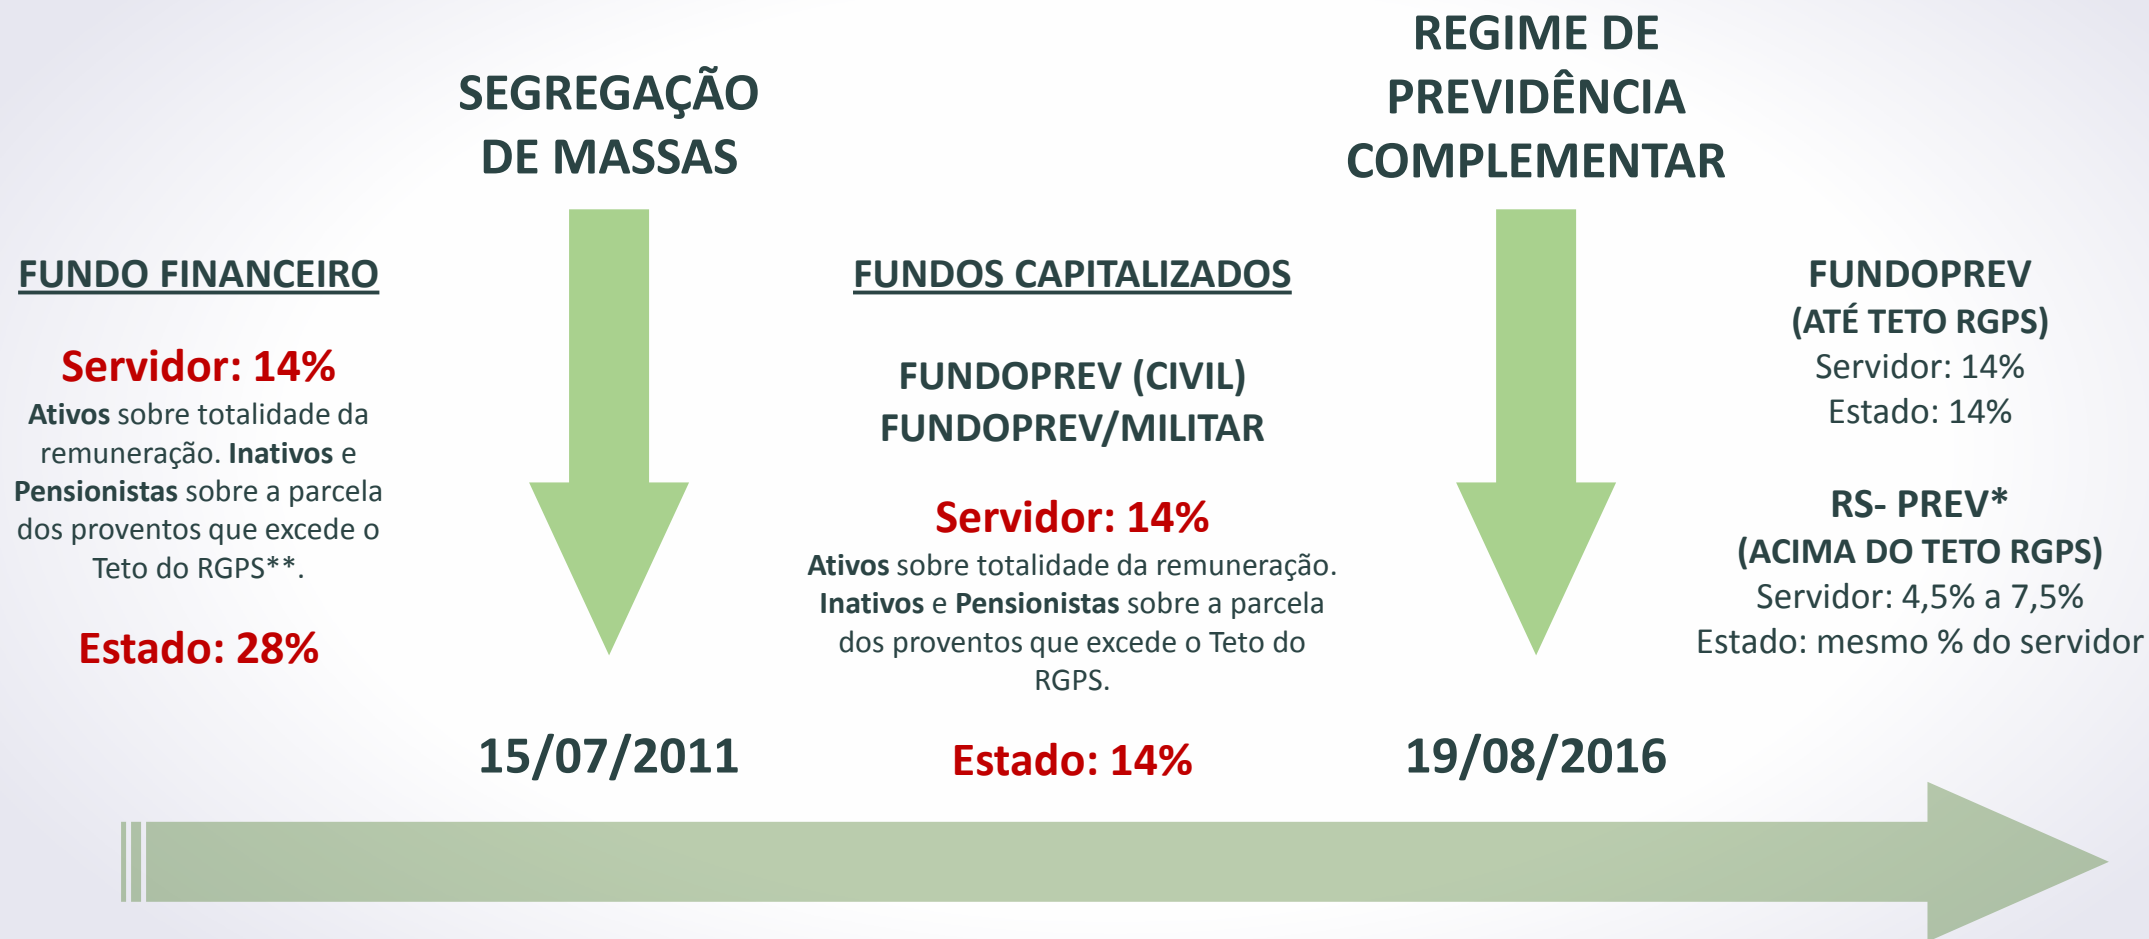 SEGREGAÇÃO
DE MASSAS
REGIME DE
PREVIDÊNCIA
COMPLEMENTAR
FUNDO FINANCEIRO
Servidor: 14%
Ativos sobre totalidade da
remuneração. Inativos e
Pensionistas sobre a parcela
dos proventos que excede o
Teto do RGPS**.
Estado: 28%
15/07/2011
FUNDOS CAPITALIZADOS
FUNDOPREV (CIVIL)
FUNDOPREV/MILITAR
Servidor: 14%
Ativos sobre totalidade da remuneração.
Inativos e Pensionistas sobre a parcela
dos proventos que excede o Teto do
RGPS.
Estado: 14%
19/08/2016
FUNDOPREV
(ATÉ TETO RGPS)
Servidor: 14%
Estado: 14%
RS- PREV*
(ACIMA DO TETO RGPS)
Servidor: 4,5% a 7,5%
Estado: mesmo % do servidor